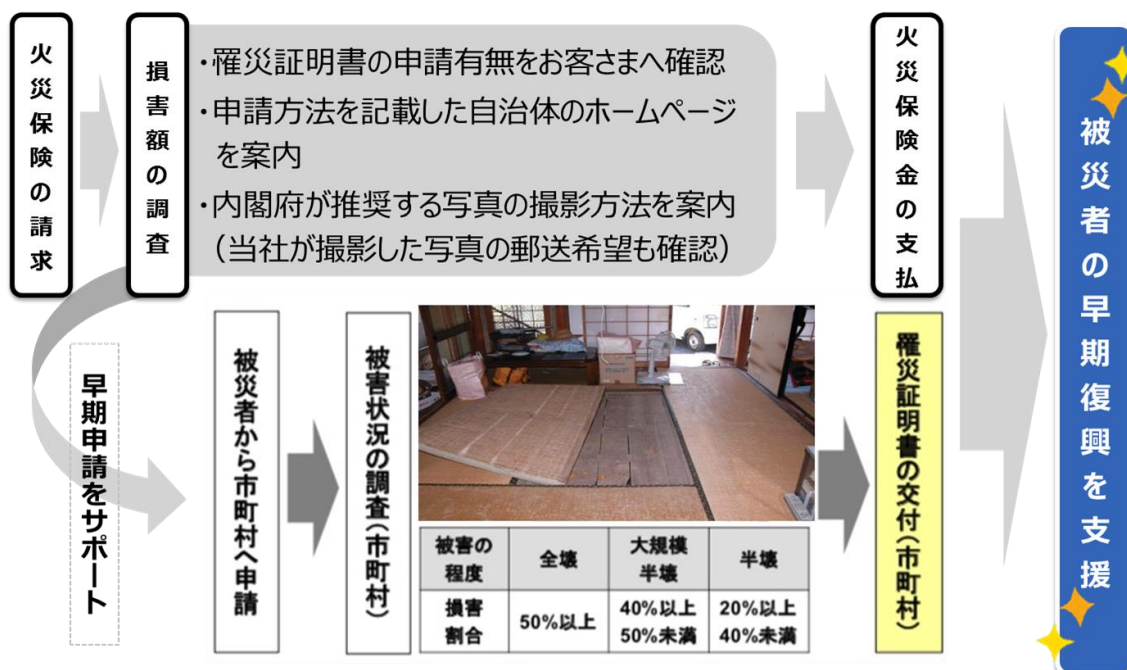 火災保険の請求
損害額の調査
・罹災証明書の申請有無をお客さまへ確認
・申請方法を記載した自治体のホームページ
を案内
・内閣府が推奨する写真の撮影方法を案内
（当社が撮影した写真の郵送希望も確認）
火災保険金の支払
早期申請をサポート
被災者から市町村へ申請
被害状況の調査(市町村)
被害の
程度
全壊
大規模
半壊
半壊
損害
割合
50%以上
40%以上
50%未満
20%以上
40%未満
罹災証明書の交付(市町村)
被災者の早期復興を支援